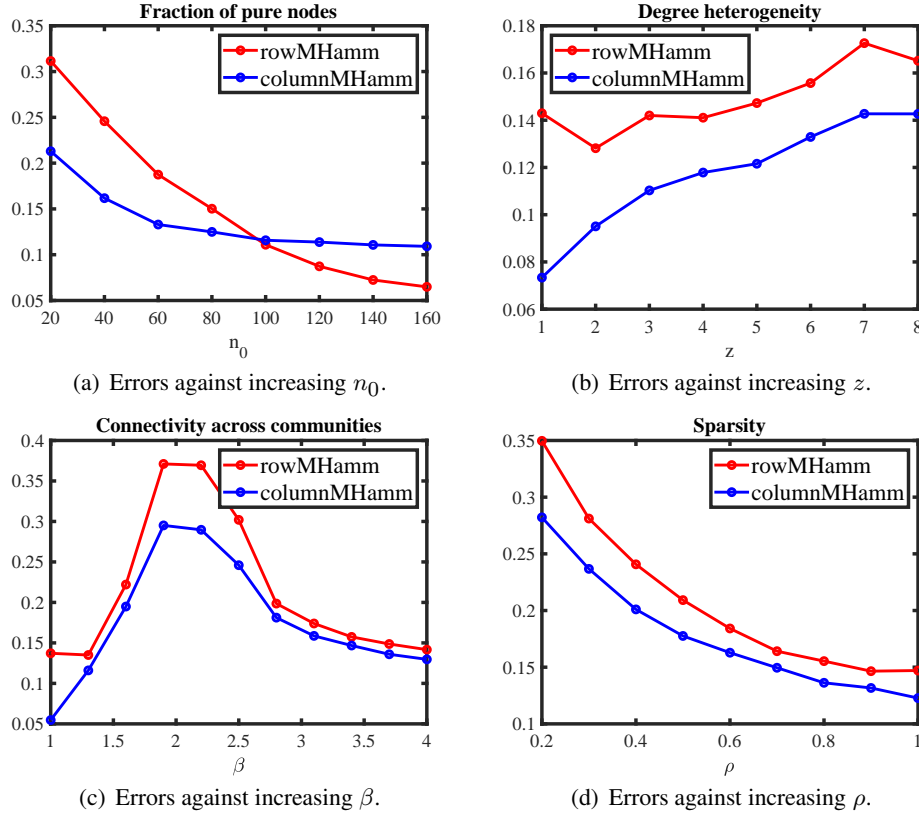 Fraction of pure nodes
0.35
0.3
0.25
0.2
0.15
0.1
0.05
rowMHamm
columnMHamm
20 40 60 80 100 120 140 160
n0
(a) Errors against increasing n0.
Degree heterogeneity
0.18
0.16
0.14
0.12
0.1
0.08
0.06
rowMHamm
columnMHamm
1 2 3 4 5 6 7 8
z
(b) Errors against increasing z.
Connectivity across communities
0.4
0.35
0.3
0.25
0.2
0.15
0.1
0.05
rowMHamm
columnMHamm
1 1.5 2 2.5 3 3.5 4
β
(c) Errors against increasing β.
Sparsity
0.35
0.3
0.25
0.2
0.15
0.1
rowMHamm
columnMHamm
0.2 0.4 0.6 0.8 1
ρ
(d) Errors against increasing ρ.